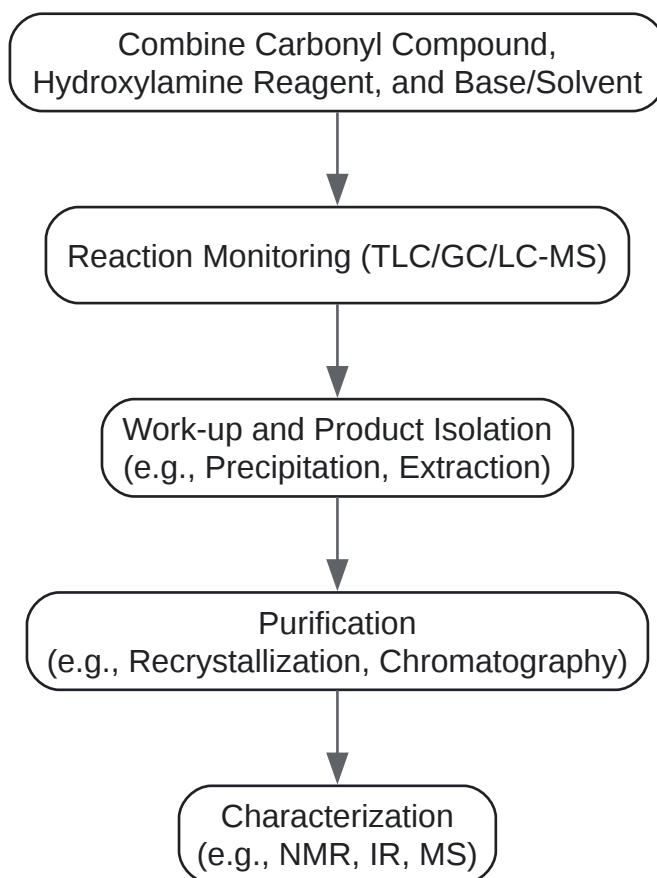 Combine Carbonyl Compound,
Hydroxylamine Reagent, and Base/Solvent
Reaction Monitoring (TLC/GC/LC-MS)
Work-up and Product Isolation
(e.g., Precipitation, Extraction)
Purification
(e.g., Recrystallization, Chromatography)
Characterization
(e.g., NMR, IR, MS)